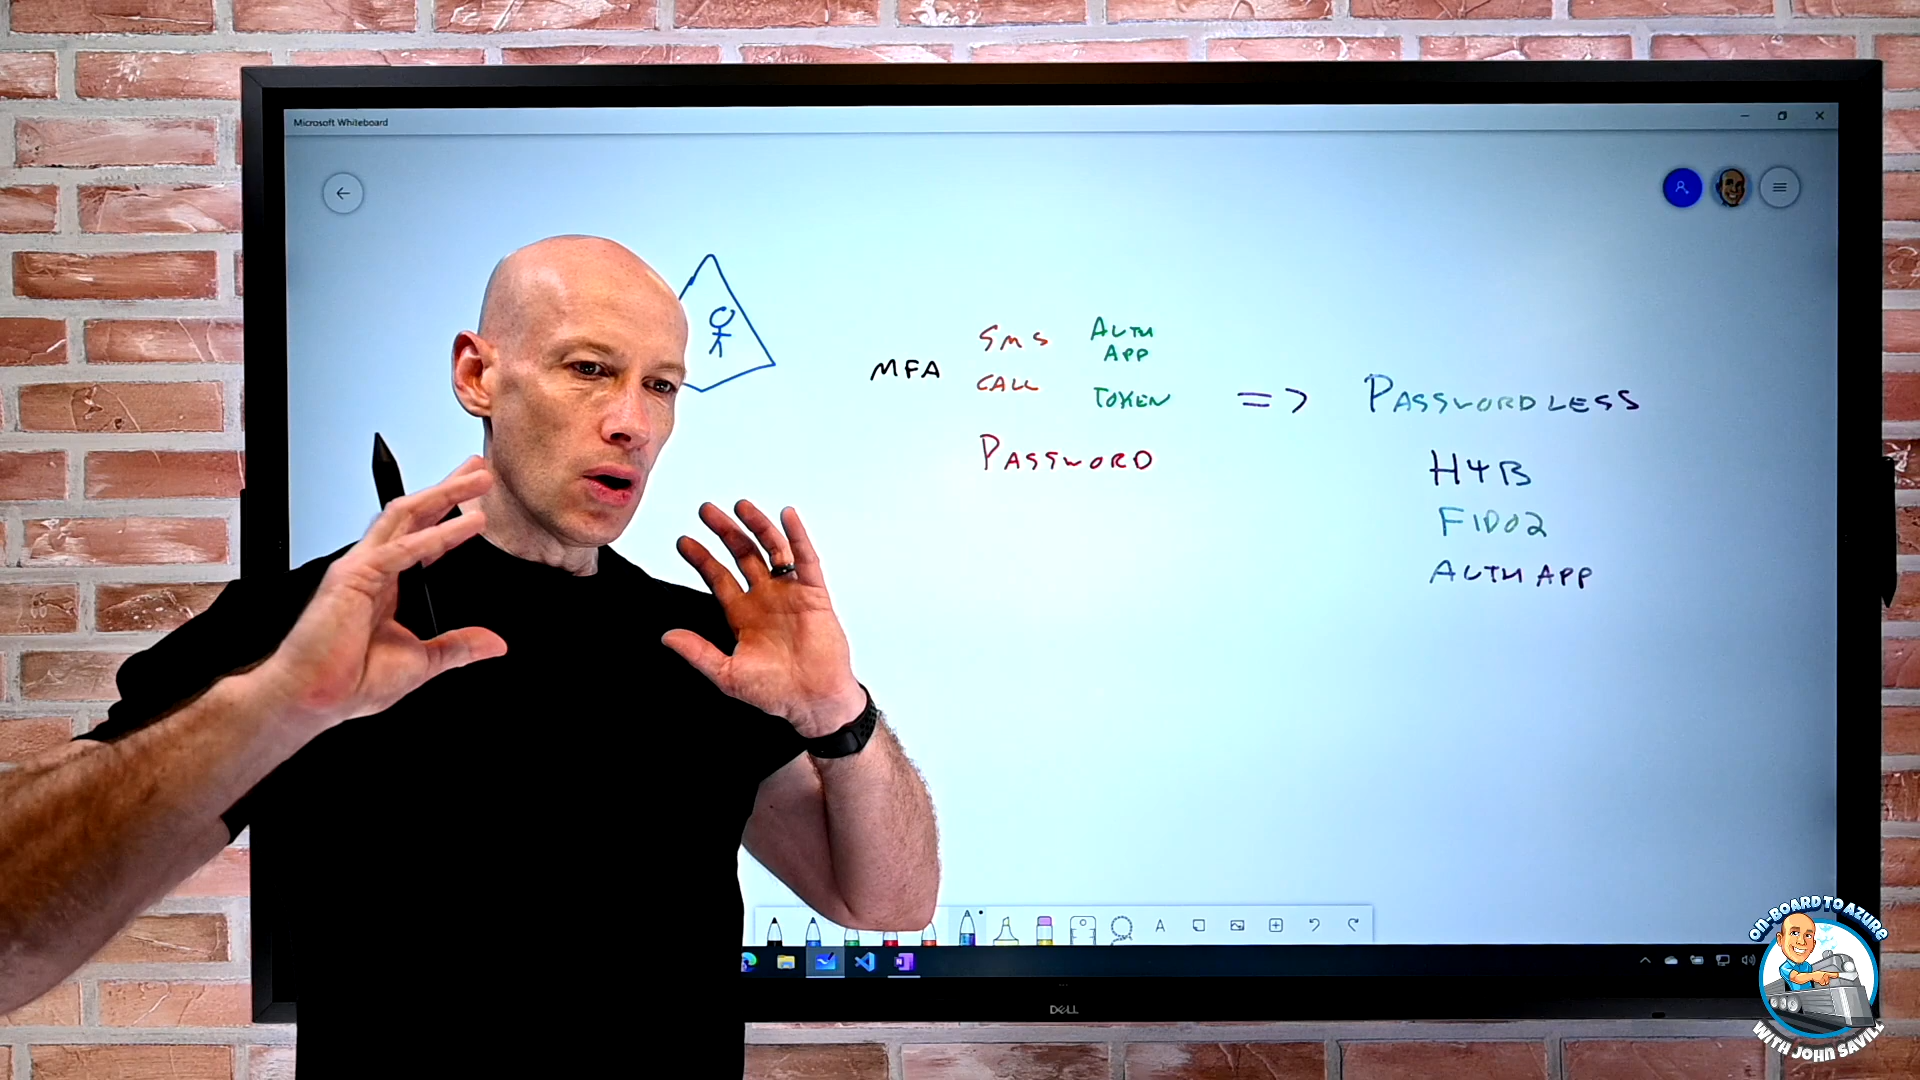 Microsoft Whiteboard
SMS
AUTH
APP
MFA
CALL
TOKEN
=> PASSWORDLESS
PASSWORD
H4B
FIDO2
AUTH APP
A
DELL
ON-BOARD TO AZURE
WITH JOHN SAVILL